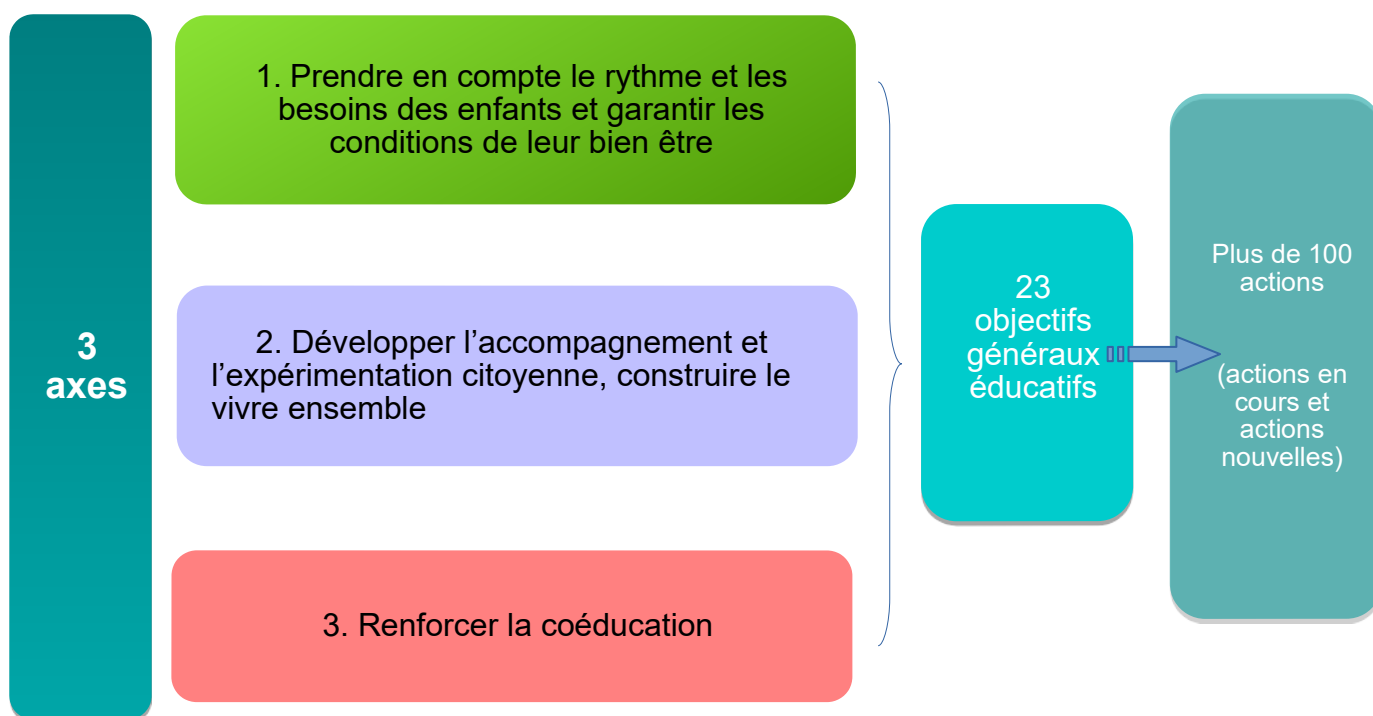 3
axes
1. Prendre en compte le rythme et les
besoins des enfants et garantir les
conditions de leur bien être
2. Développer l’accompagnement et
l’expérimentation citoyenne, construire le
vivre ensemble
3. Renforcer la coéducation
23
objectifs
généraux
éducatifs
Plus de 100
actions
(actions en
cours et
actions
nouvelles)